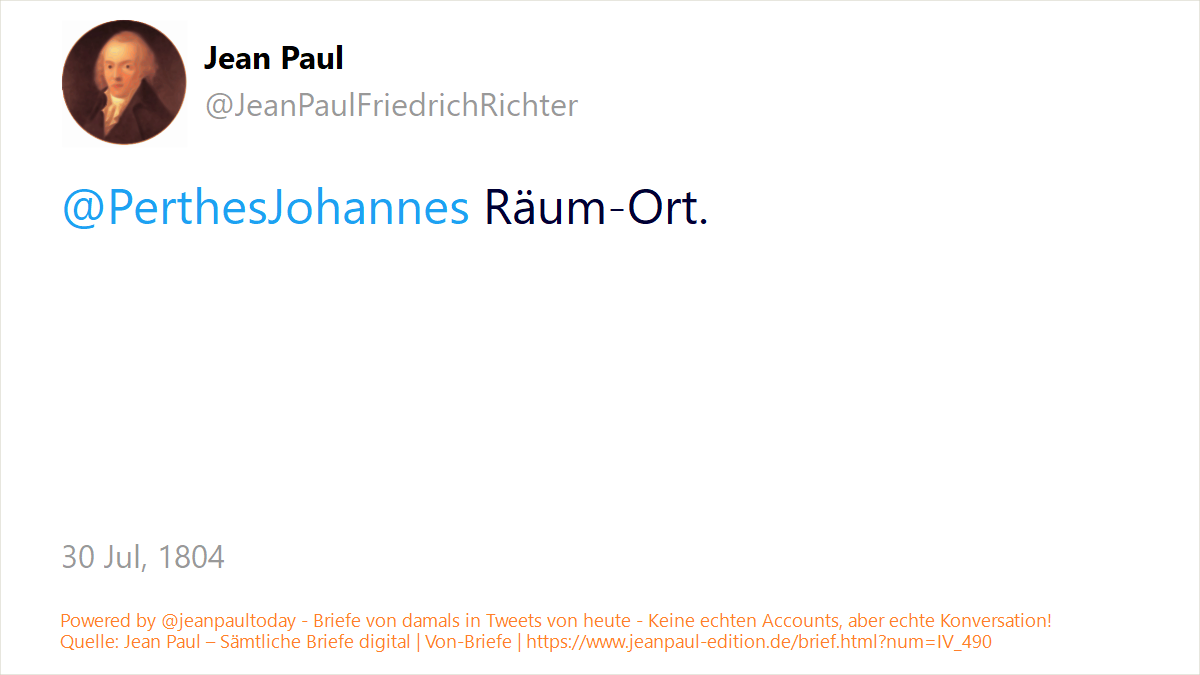 Jean Paul
@JeanPaulFriedrichRichter
@PerthesJohannes Räum-Ort.
30 Jul, 1804
Powered by @jeanpaultoday - Briefe von damals in Tweets von heute - Keine echten Accounts, aber echte Konversation!
Quelle: Jean Paul – Sämtliche Briefe digital | Von-Briefe | https://www.jeanpaul-edition.de/brief.html?num=IV_490